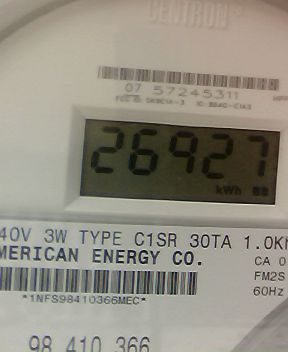 CENTRON®
07 57245311
26927
kWh
40V 3W TYPE C1SR 30TA 1.0Kh
MERICAN ENERGY CO.
CA 0
FM2S
*1NFS98410366MEC*
60Hz
98 410 366